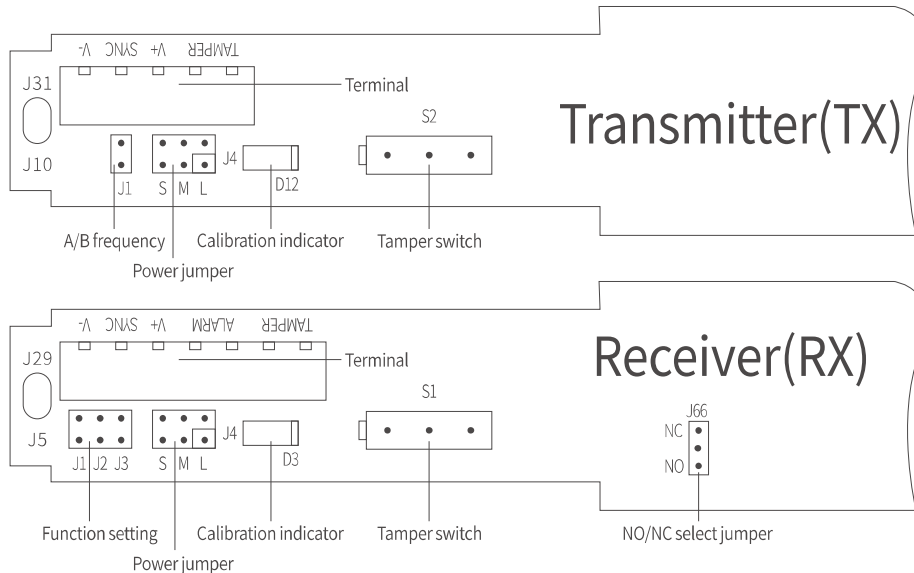 V- SYNC V+ TAMPER
J31
Terminal
S2
Transmitter(TX)
J10
J4
J1 S M L
D12
A/B frequency
Calibration indicator
Tamper switch
Power jumper
V- SYNC V+ ALARM TAMPER
Receiver(RX)
J29
Terminal
S1
J66
NC
J5
J4
J1 J2 J3 S M L
D3
NO
Function setting
Calibration indicator
Tamper switch
NO/NC select jumper
Power jumper